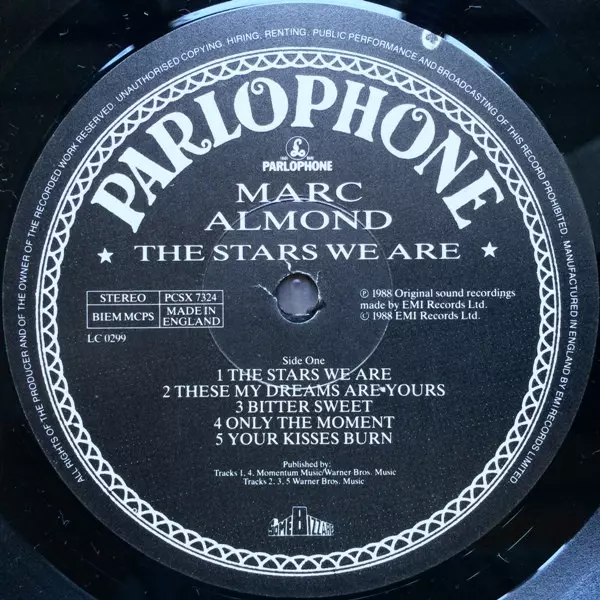 ALL RIGHTS OF THE PRODUCER AND OF THE OWNER OF THE RECORDED WORK RESERVED. UNAUTHORISED COPYING, HIRING, RENTING, PUBLIC PERFORMANCE AND BROADCASTING OF THIS RECORD PROHIBITED. MANUFACTURED IN ENGLAND BY EMI RECORDS LIMITED
PARLOPHONE
PARLOPHONE
MARC
ALMOND
★ THE STARS WE ARE ★
STEREO PCSX 7324
BIEM MCPS MADE IN ENGLAND
LC 0299
℗ 1988 Original sound recordings
made by EMI Records Ltd.
© 1988 EMI Records Ltd.
Side One
1 THE STARS WE ARE
2 THESE MY DREAMS ARE YOURS
3 BITTER SWEET
4 ONLY THE MOMENT
5 YOUR KISSES BURN
Published by:
Tracks 1, 4. Momentum Music/Warner Bros. Music
Tracks 2, 3, 5 Warner Bros. Music
SOME BIZZARE